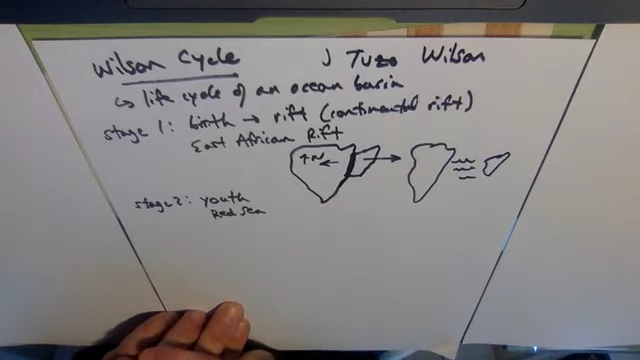 Wilson Cycle J Tuzo Wilson
↳ life cycle of an ocean basin
stage 1: birth → rift (continental rift)
East African Rift
↑N
stage 2: youth
Red Sea